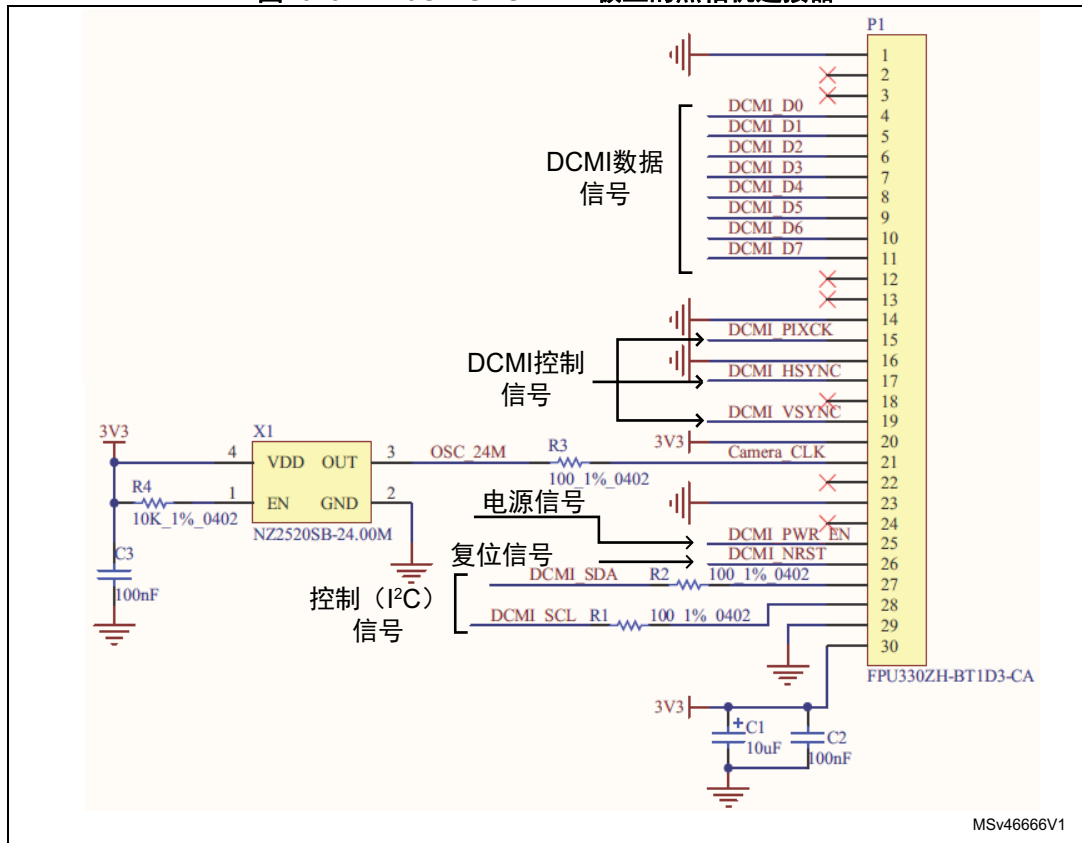 P1
1
2
3
DCMI_D0 4
DCMI_D1 5
DCMI_D2 6
DCMI_D3 7
DCMI_D4 8
DCMI_D5 9
DCMI_D6 10
DCMI_D7 11
DCMI数据
信号
12
13
14
DCMI_PIXCK 15
16
DCMI_HSYNC 17
18
DCMI_VSYNC 19
DCMI控制
信号
3V3 20
Camera_CLK 21
22
23
24
DCMI_PWR_EN 25
DCMI_NRST 26
27
28
29
30
FPU330ZH-BT1D3-CA
3V3
X1
4 VDD OUT 3
1 EN GND 2
NZ2520SB-24.00M
OSC_24M
R3
100_1%_0402
R4
10K_1%_0402
C3
100nF
电源信号
复位信号
DCMI_SDA R2 100_1%_0402
DCMI_SCL R1 100_1%_0402
控制（I²C）
信号
3V3
+C1
10uF
C2
100nF
MSv46666V1